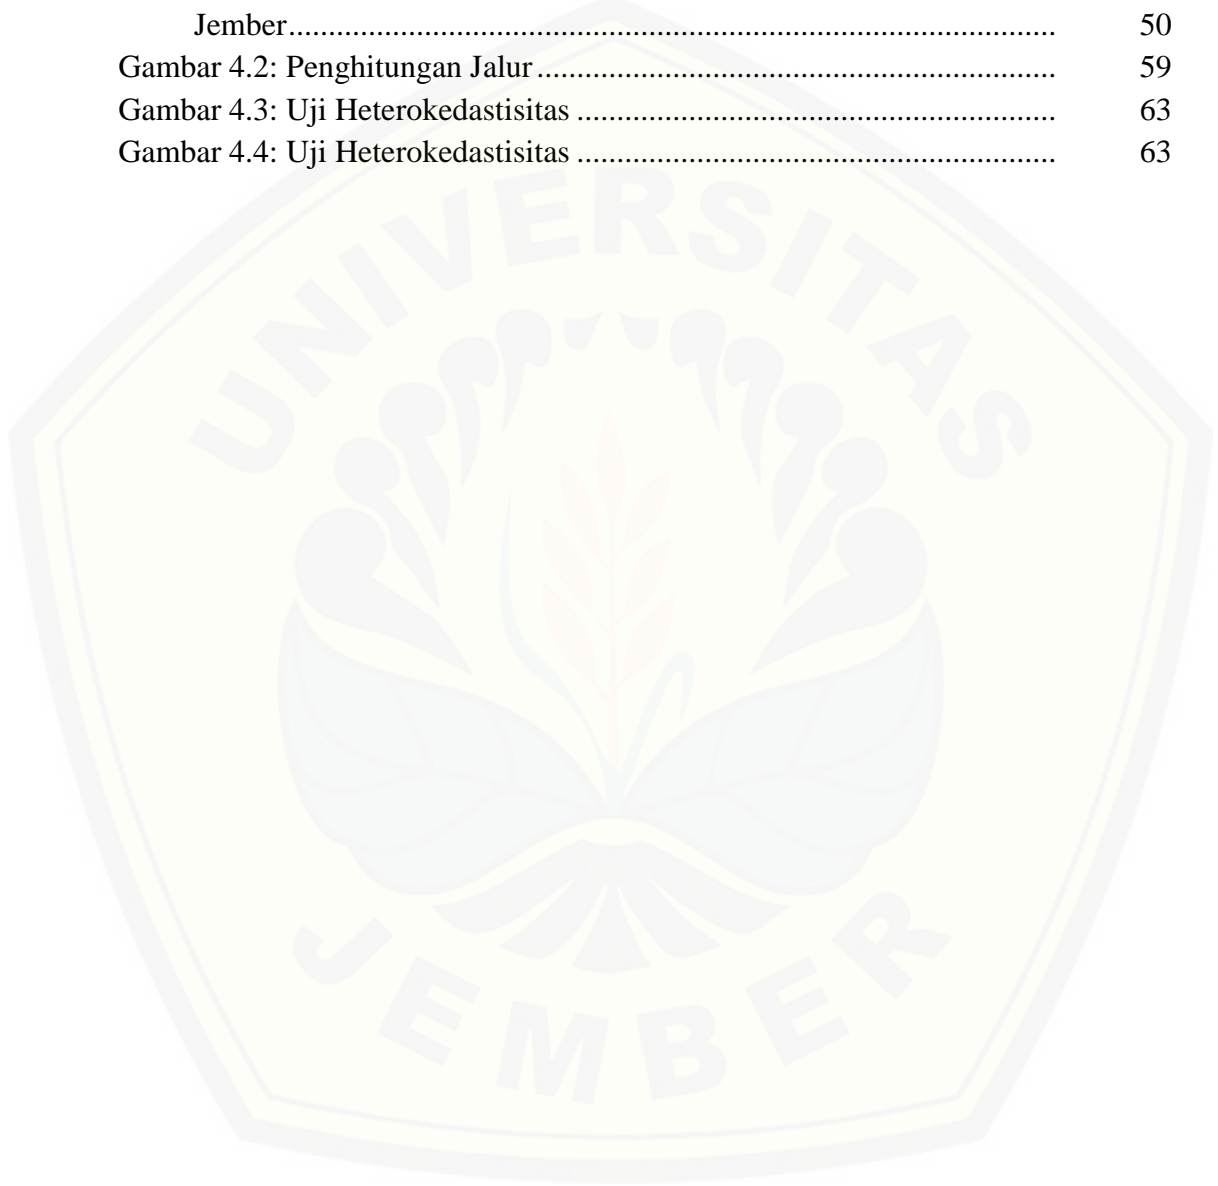 Jember................................................................................................ 50
Gambar 4.2: Penghitungan Jalur................................................................. 59
Gambar 4.3: Uji Heterokedastisitas ............................................................ 63
Gambar 4.4: Uji Heterokedastisitas ............................................................ 63
UNIVERSITAS
JEMBER